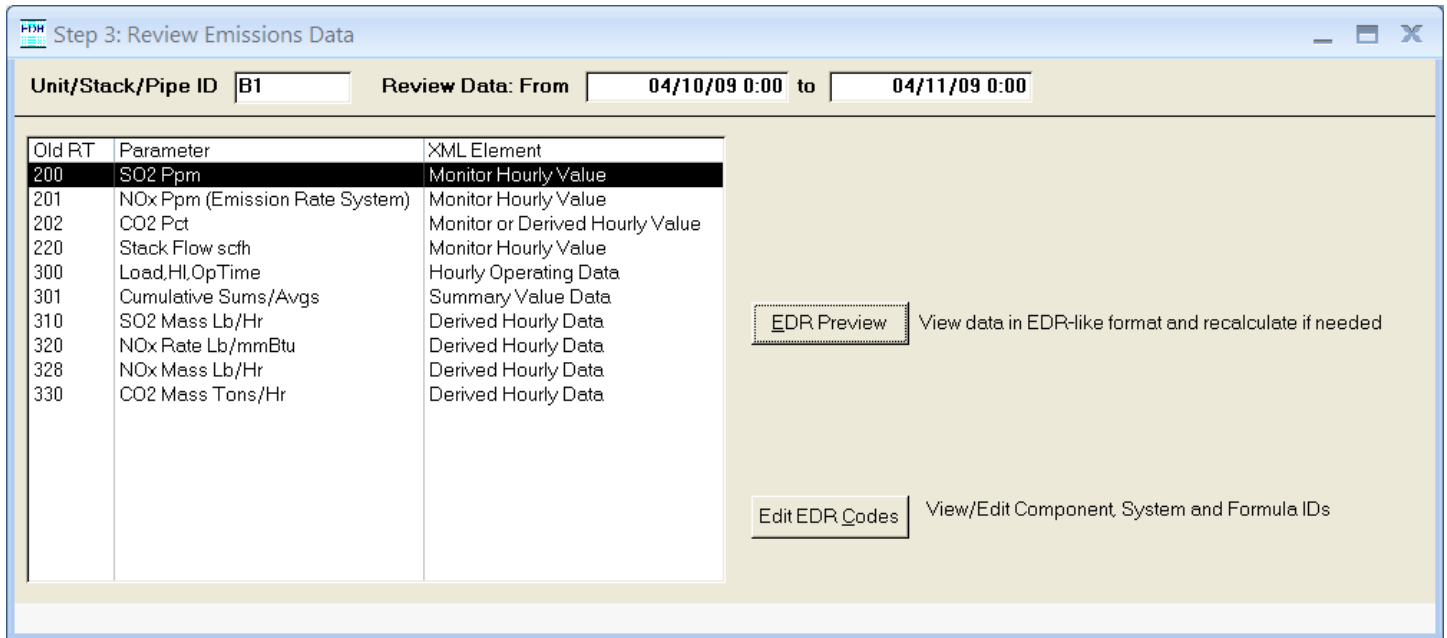 EDH Step 3: Review Emissions Data
Unit/Stack/Pipe ID B1 Review Data: From 04/10/09 0:00 to 04/11/09 0:00
Old RT Parameter XML Element
200 SO2 Ppm Monitor Hourly Value
201 NOx Ppm (Emission Rate System) Monitor Hourly Value
202 CO2 Pct Monitor or Derived Hourly Value
220 Stack Flow scfh Monitor Hourly Value
300 Load,HI,OpTime Hourly Operating Data
301 Cumulative Sums/Avgs Summary Value Data
310 SO2 Mass Lb/Hr Derived Hourly Data
320 NOx Rate Lb/mmBtu Derived Hourly Data
328 NOx Mass Lb/Hr Derived Hourly Data
330 CO2 Mass Tons/Hr Derived Hourly Data
EDR Preview View data in EDR-like format and recalculate if needed
Edit EDR Codes View/Edit Component, System and Formula IDs